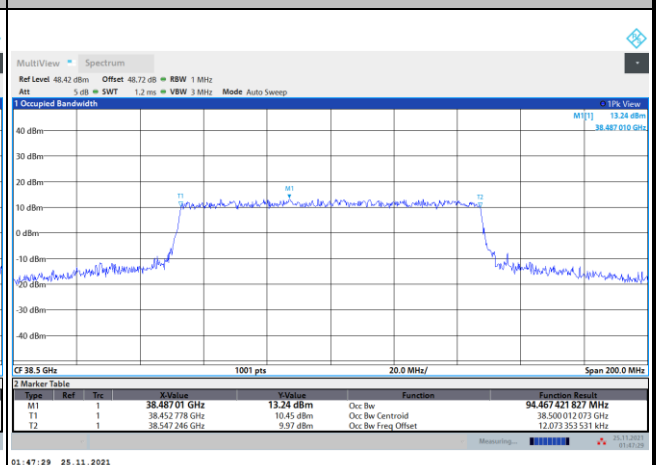 MultiView Spectrum
Ref Level 48.42 dBm Offset 48.72 dB RBW 1 MHz
Att 5 dB SWT 1.2 ms VBW 3 MHz Mode Auto Sweep
1 Occupied Bandwidth 1Pk View
M1[1] 13.24 dBm
38.487 010 GHz
40 dBm
30 dBm
20 dBm
M1
T1 T2
10 dBm
0 dBm
-10 dBm
-20 dBm
-30 dBm
-40 dBm
CF 38.5 GHz 1001 pts 20.0 MHz/ Span 200.0 MHz
2 Marker Table
Type Ref Trc X-Value Y-Value Function Function Result
M1 1 38.487 01 GHz 13.24 dBm Occ Bw 94.467 421 827 MHz
T1 1 38.452 778 GHz 10.45 dBm Occ Bw Centroid 38.500 012 073 GHz
T2 1 38.547 246 GHz 9.97 dBm Occ Bw Freq Offset 12.073 353 531 kHz
Measuring... 25.11.2021
01:47:29
01:47:29 25.11.2021